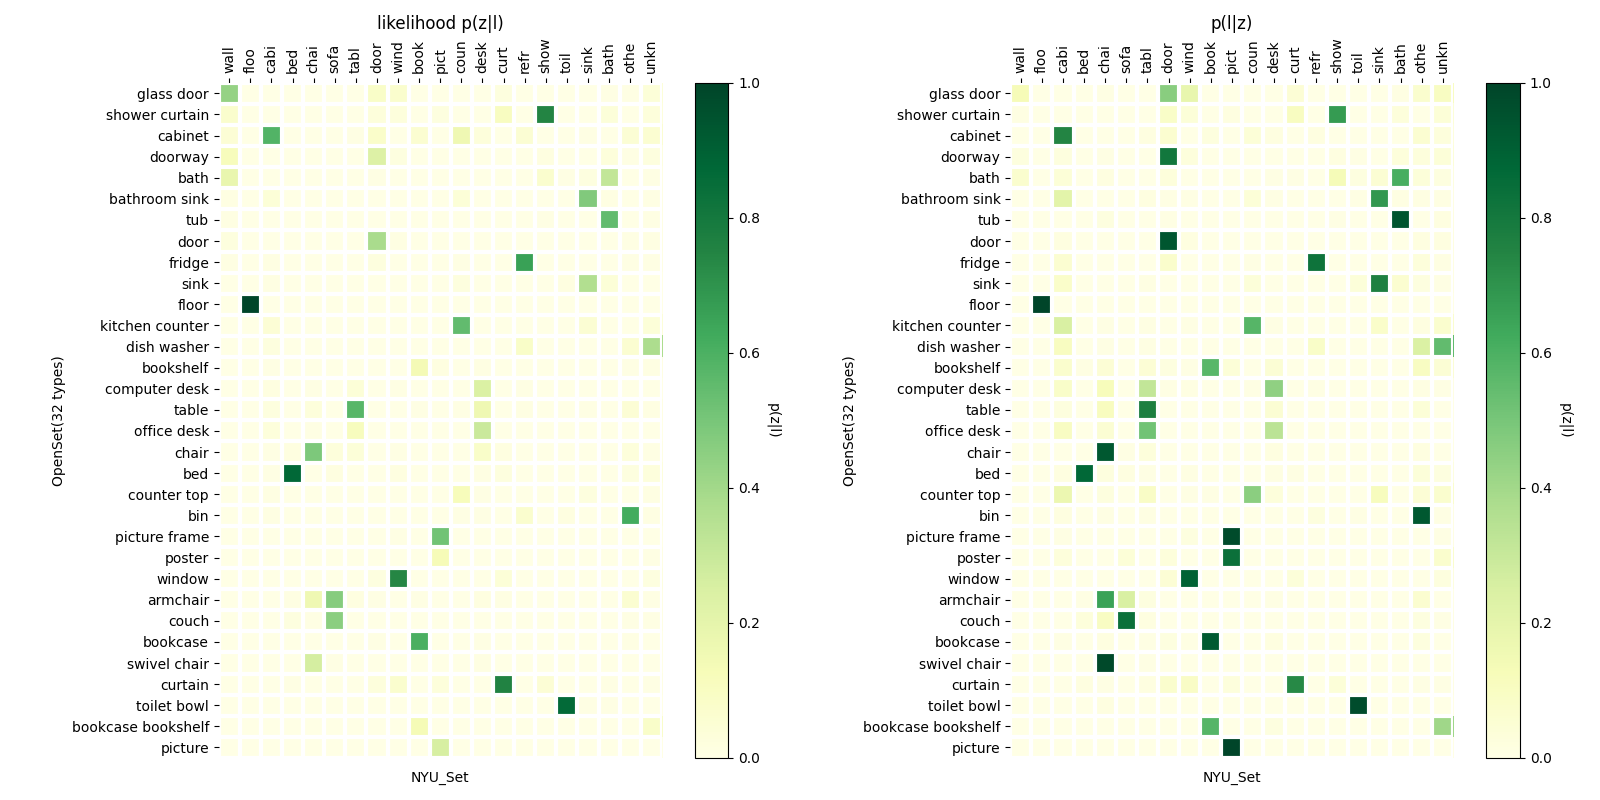 likelihood p(z|l)
wall floo cabi bed chai sofa tabl door wind book pict coun desk curt refr show toil sink bath othe unkn
glass door
shower curtain
cabinet
doorway
bath
bathroom sink
tub
door
fridge
sink
floor
kitchen counter
dish washer
bookshelf
computer desk
table
office desk
chair
bed
counter top
bin
picture frame
poster
window
armchair
couch
bookcase
swivel chair
curtain
toilet bowl
bookcase bookshelf
picture
OpenSet(32 types)
NYU_Set
1.0
0.8
0.6
0.4
0.2
0.0
p(z|l)
p(l|z)
wall floo cabi bed chai sofa tabl door wind book pict coun desk curt refr show toil sink bath othe unkn
glass door
shower curtain
cabinet
doorway
bath
bathroom sink
tub
door
fridge
sink
floor
kitchen counter
dish washer
bookshelf
computer desk
table
office desk
chair
bed
counter top
bin
picture frame
poster
window
armchair
couch
bookcase
swivel chair
curtain
toilet bowl
bookcase bookshelf
picture
OpenSet(32 types)
NYU_Set
1.0
0.8
0.6
0.4
0.2
0.0
p(z|l)